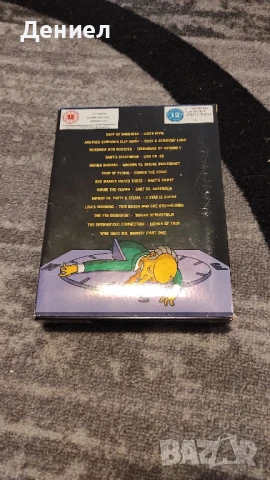 Дениел
12
BART OF DARKNESS - LISA'S RIVAL
ANOTHER SIMPSONS CLIP SHOW - ITCHY & SCRATCHY LAND
SIDESHOW BOB ROBERTS - TREEHOUSE OF HORROR V
BART'S GIRLFRIEND - LISA ON ICE
HOMER BADMAN - GRAMPA VS. SEXUAL INADEQUACY
FEAR OF FLYING - HOMER THE GREAT
AND MAGGIE MAKES THREE - BART'S COMET
HOMIE THE CLOWN - BART VS. AUSTRALIA
HOMER VS. PATTY & SELMA - A STAR IS BURNS
LISA'S WEDDING - TWO DOZEN AND ONE GREYHOUNDS
THE PTA DISBANDS - 'ROUND SPRINGFIELD
THE SPRINGFIELD CONNECTION - LEMON OF TROY
WHO SHOT MR. BURNS? (PART ONE)
BAZAR